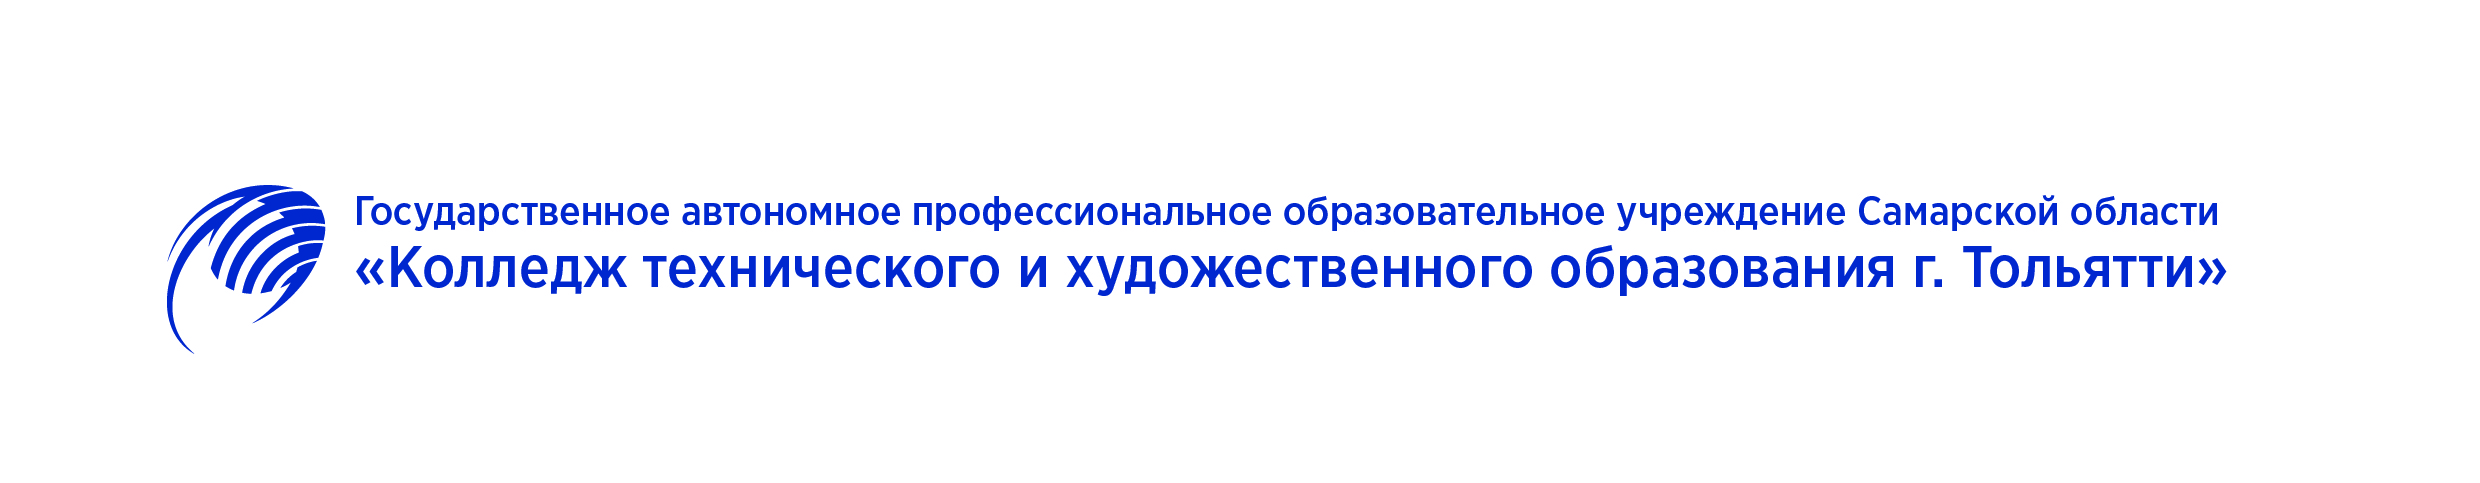 Государственное автономное профессиональное образовательное учреждение Самарской области
«Колледж технического и художественного образования г. Тольятти»